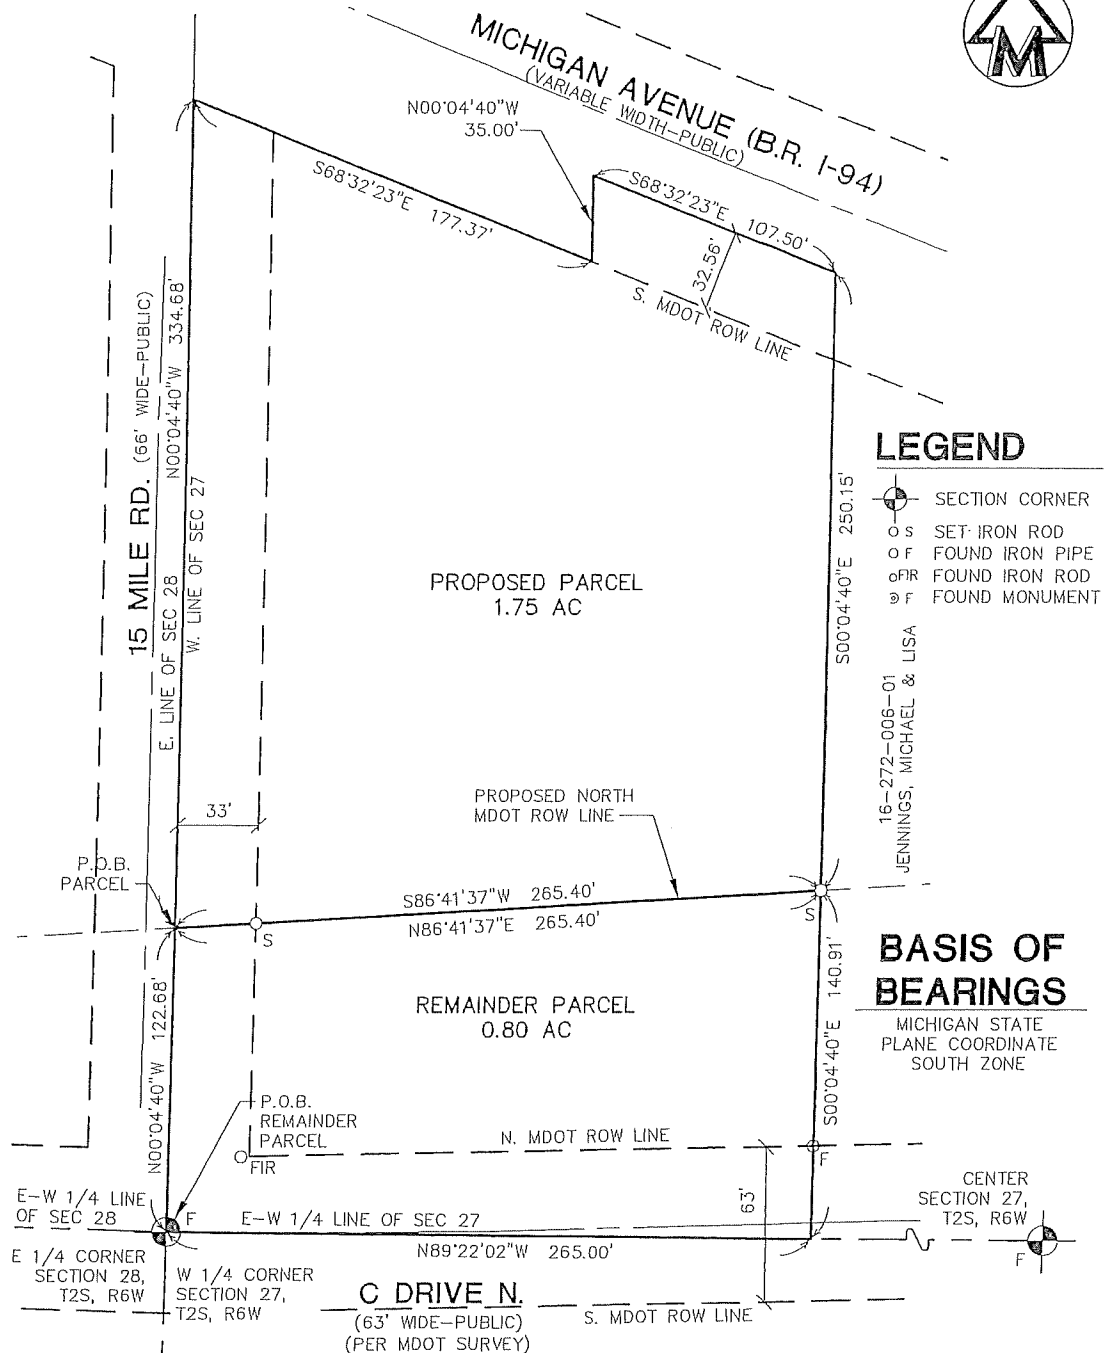 M
MICHIGAN AVENUE (B.R. I-94)
(VARIABLE WIDTH-PUBLIC)
N00°04'40"W
35.00'
S68°32'23"E 177.37'
S68°32'23"E 107.50'
32.56'
S. MDOT ROW LINE
15 MILE RD. (66' WIDE-PUBLIC)
E. LINE OF SEC 28
N00°04'40"W 334.68'
W. LINE OF SEC 27
PROPOSED PARCEL
1.75 AC
S00°04'40"E 250.15'
LEGEND
SECTION CORNER
S SET IRON ROD
F FOUND IRON PIPE
FIR FOUND IRON ROD
F FOUND MONUMENT
16-272-006-01
JENNINGS, MICHAEL & LISA
33'
PROPOSED NORTH
MDOT ROW LINE
P.O.B.
PARCEL
S86°41'37"W 265.40'
N86°41'37"E 265.40'
S
S
REMAINDER PARCEL
0.80 AC
N00°04'40"W 122.68'
S00°04'40"E 140.91'
BASIS OF
BEARINGS
MICHIGAN STATE
PLANE COORDINATE
SOUTH ZONE
P.O.B.
REMAINDER
PARCEL
FIR
N. MDOT ROW LINE
F
63'
E-W 1/4 LINE
OF SEC 28
F
E-W 1/4 LINE OF SEC 27
N89°22'02"W 265.00'
CENTER
SECTION 27,
T2S, R6W
F
E 1/4 CORNER
SECTION 28,
T2S, R6W
W 1/4 CORNER
SECTION 27,
T2S, R6W
C DRIVE N.
(63' WIDE-PUBLIC)
(PER MDOT SURVEY)
S. MDOT ROW LINE